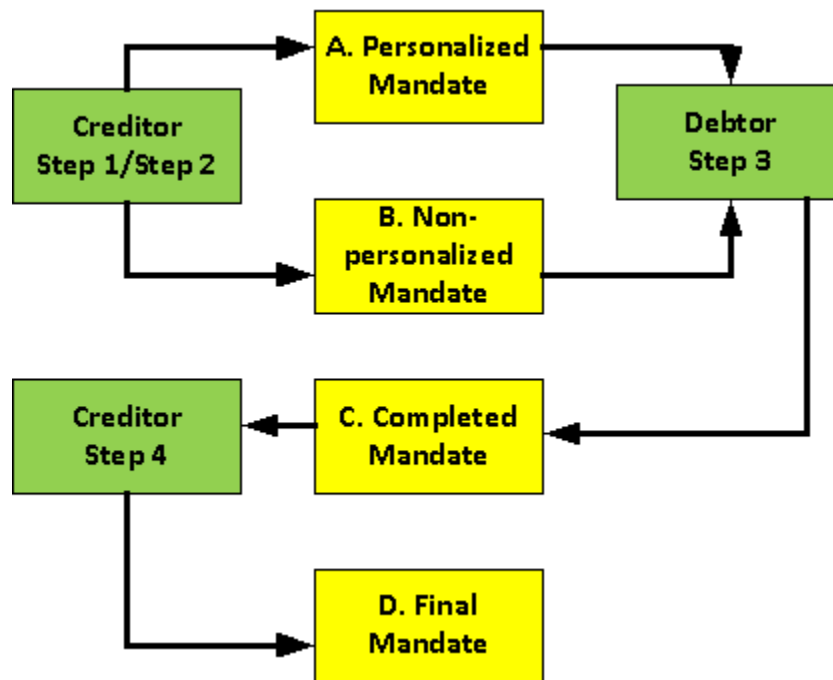 A. Personalized
Mandate
Creditor
Step 1/Step 2
Debtor
Step 3
B. Non-
personalized
Mandate
Creditor
Step 4
C. Completed
Mandate
D. Final
Mandate